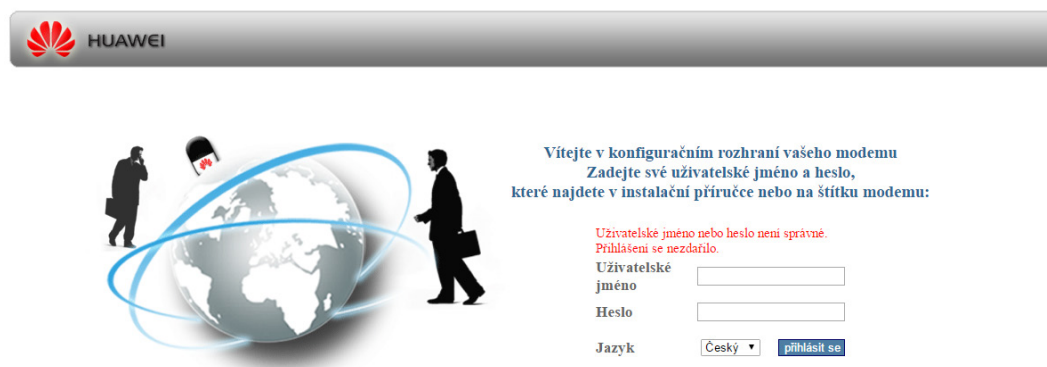 HUAWEI
Vítejte v konfiguračním rozhraní vašeho modemu
Zadejte své uživatelské jméno a heslo,
které najdete v instalační příručce nebo na štítku modemu:
Uživatelské jméno nebo heslo není správné.
Přihlášení se nezdařilo.
Uživatelské
jméno
Heslo
Jazyk Český přihlásit se